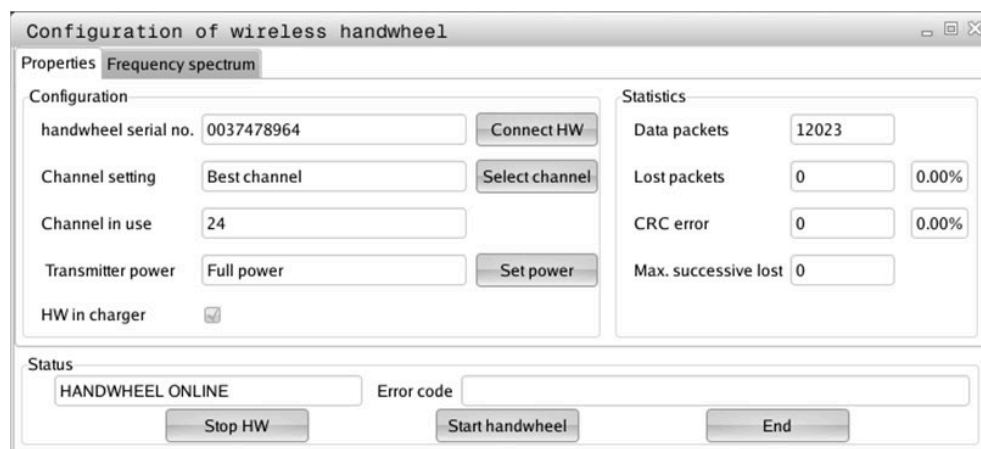 Configuration of wireless handwheel
Properties Frequency spectrum
Configuration
handwheel serial no. 0037478964 Connect HW
Channel setting Best channel Select channel
Channel in use 24
Transmitter power Full power Set power
HW in charger
Statistics
Data packets 12023
Lost packets 0 0.00%
CRC error 0 0.00%
Max. successive lost 0
Status
HANDWHEEL ONLINE Error code
Stop HW Start handwheel End